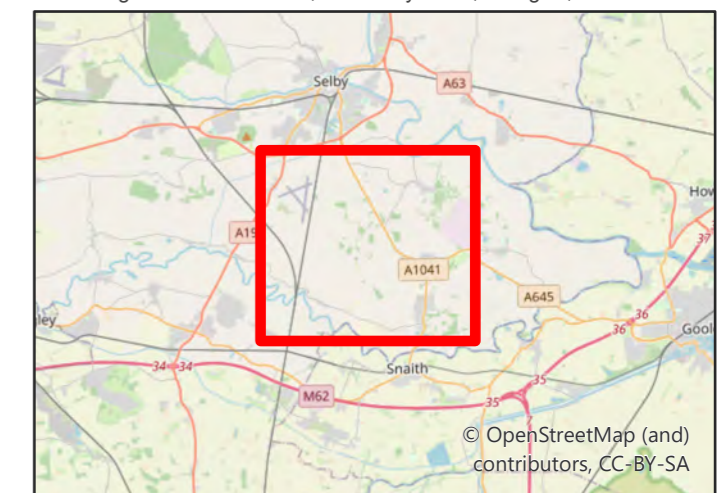 Selby
A63
How
37
A19
A1041
A645
36
36
ley
Goole
Snaith
34
34
35
M62
35
© OpenStreetMap (and)
contributors, CC-BY-SA